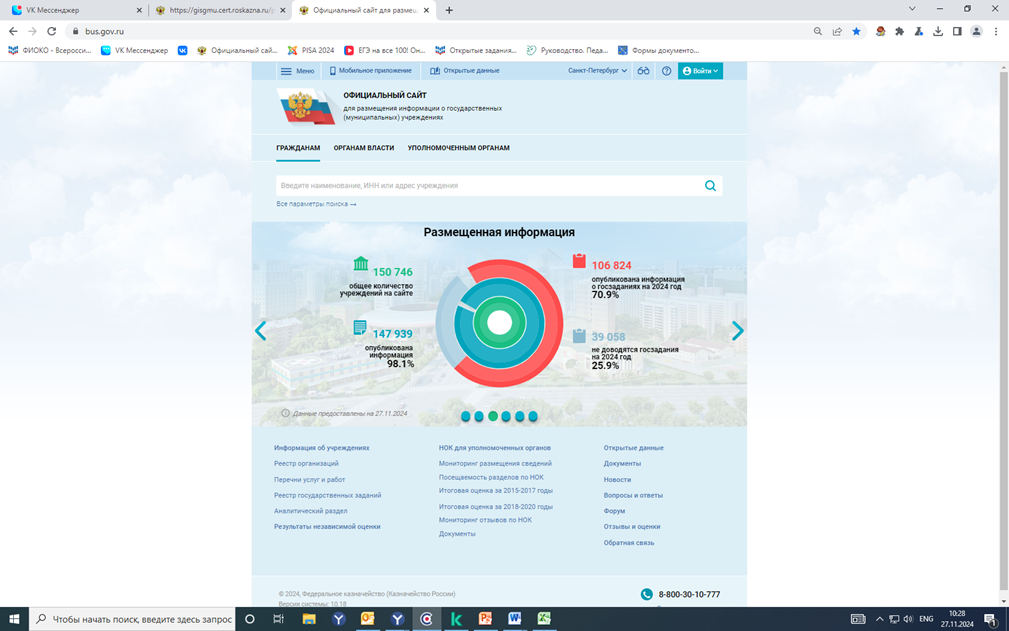 VK Мессенджер
https://gisgmu.cert.roskazna.ru/p
Официальный сайт для размещ
bus.gov.ru
ФИОКО - Всеросси...
VK Мессенджер
Официальный сай...
PISA 2024
ЕГЭ на все 100! Он...
Открытые задания...
Руководство. Педа...
Формы документо...
Меню
Мобильное приложение
Открытые данные
Санкт-Петербург
Войти
ОФИЦИАЛЬНЫЙ САЙТ
для размещения информации о государственных
(муниципальных) учреждениях
ГРАЖДАНАМ
ОРГАНАМ ВЛАСТИ
УПОЛНОМОЧЕННЫМ ОРГАНАМ
Введите наименование, ИНН или адрес учреждения
Все параметры поиска →
Размещенная информация
150 746
общее количество
учреждений на сайте
147 939
опубликована
информация
98.1%
106 824
опубликована информация
о госзаданиях на 2024 год
70.9%
39 058
не доводятся госзадания
на 2024 год
25.9%
Данные предоставлены на 27.11.2024
Информация об учреждениях
Реестр организаций
Перечни услуг и работ
Реестр государственных заданий
Аналитический раздел
Результаты независимой оценки
НОК для уполномоченных органов
Мониторинг размещения сведений
Посещаемость разделов по НОК
Итоговая оценка за 2015-2017 годы
Итоговая оценка за 2018-2020 годы
Мониторинг отзывов по НОК
Документы
Открытые данные
Документы
Новости
Вопросы и ответы
Форум
Отзывы и оценки
Обратная связь
© 2024, Федеральное казначейство (Казначейство России)
Версия системы: 10.18
8-800-30-10-777
Чтобы начать поиск, введите здесь запрос
ENG
10:28
27.11.2024